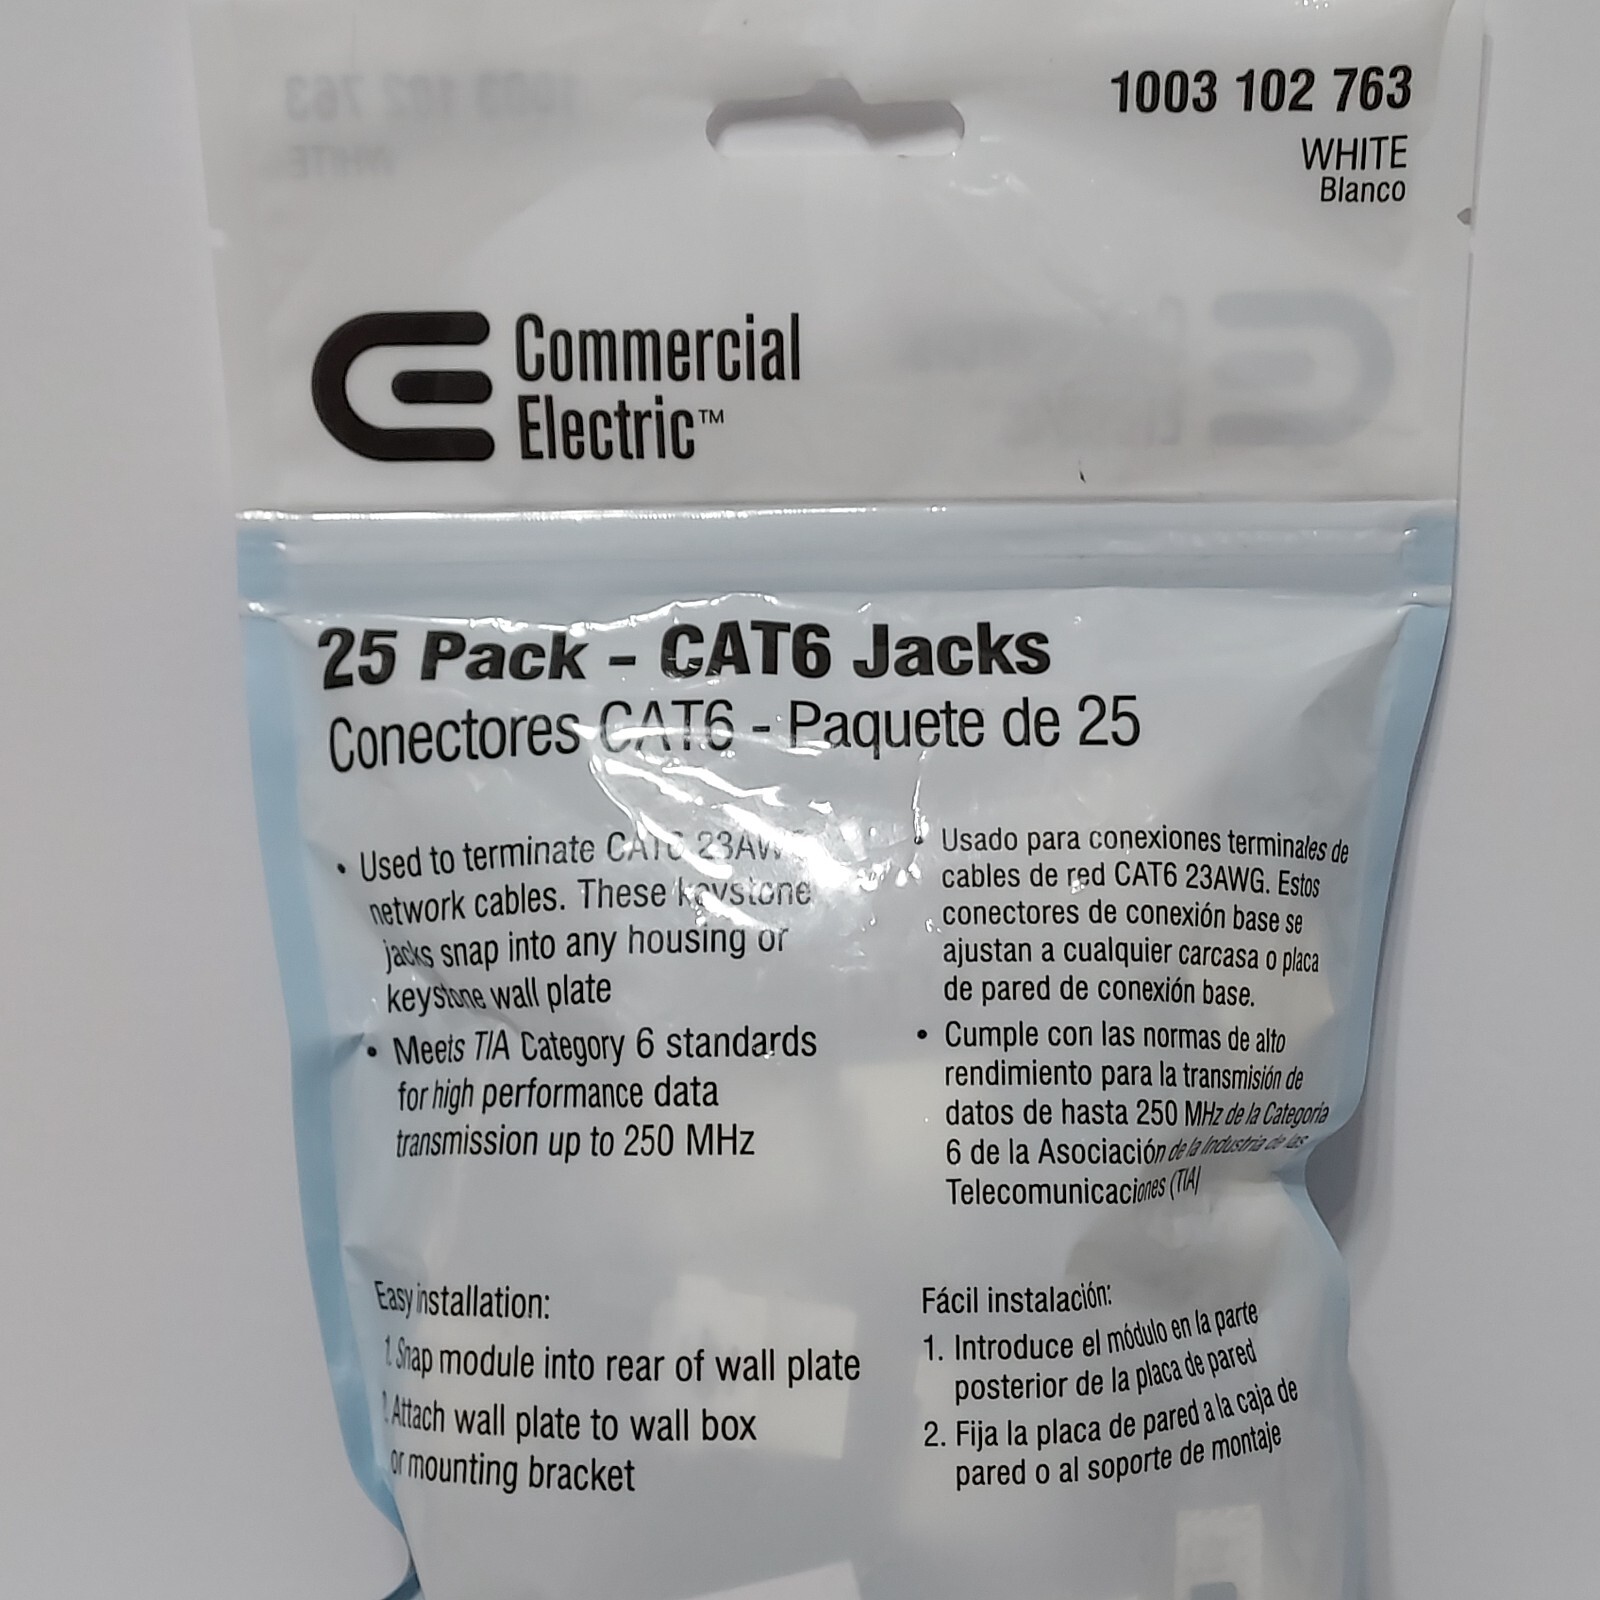 1003 102 763
WHITE
Blanco
Commercial
Electric™
25 Pack - CAT6 Jacks
Conectores CAT6 - Paquete de 25
• Used to terminate CAT6 23AWG
network cables. These keystone
jacks snap into any housing or
keystone wall plate
• Meets TIA Category 6 standards
for high performance data
transmission up to 250 MHz
• Usado para conexiones terminales de
cables de red CAT6 23AWG. Estos
conectores de conexión base se
ajustan a cualquier carcasa o placa
de pared de conexión base.
• Cumple con las normas de alto
rendimiento para la transmisión de
datos de hasta 250 MHz de la Categoria
6 de la Asociación de la Industria de las
Telecomunicaciones (TIA)
Easy installation:
1. Snap module into rear of wall plate
2. Attach wall plate to wall box
or mounting bracket
Fácil instalación:
1. Introduce el módulo en la parte
posterior de la placa de pared
2. Fija la placa de pared a la caja de
pared o al soporte de montaje